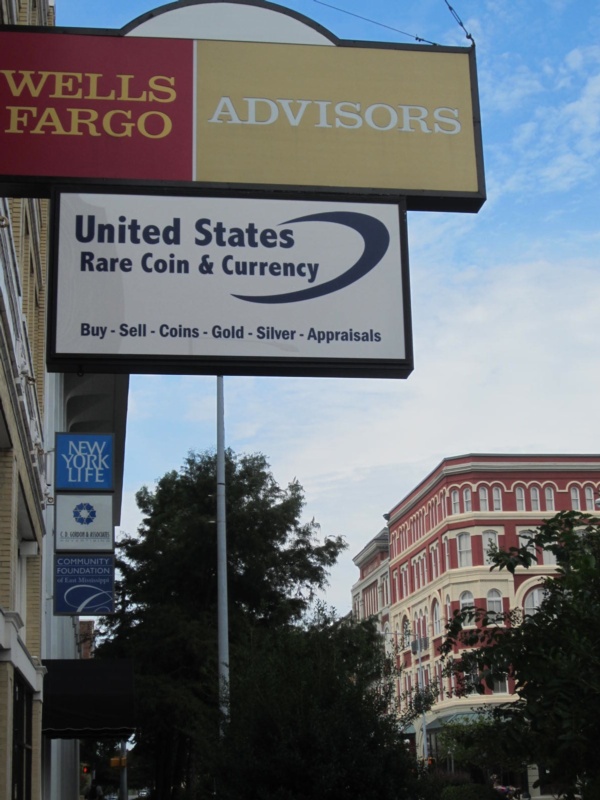 WELLS
FARGO
ADVISORS
United States
Rare Coin & Currency
Buy - Sell - Coins - Gold - Silver - Appraisals
NEW
YORK
LIFE
& ASSOCIATES
COMMUNITY
FOUNDATION
of East Mississippi